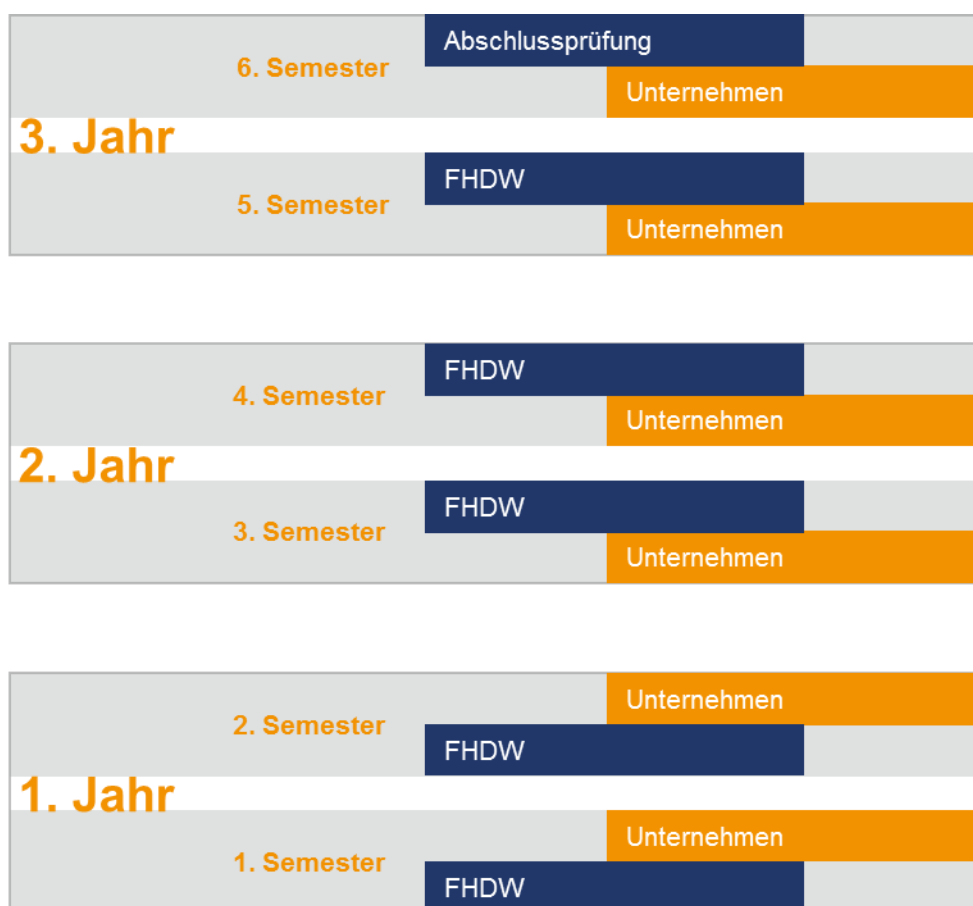 Abschlussprüfung
6. Semester
Unternehmen
3. Jahr
FHDW
5. Semester
Unternehmen
FHDW
4. Semester
Unternehmen
2. Jahr
FHDW
3. Semester
Unternehmen
Unternehmen
2. Semester
FHDW
1. Jahr
Unternehmen
1. Semester
FHDW